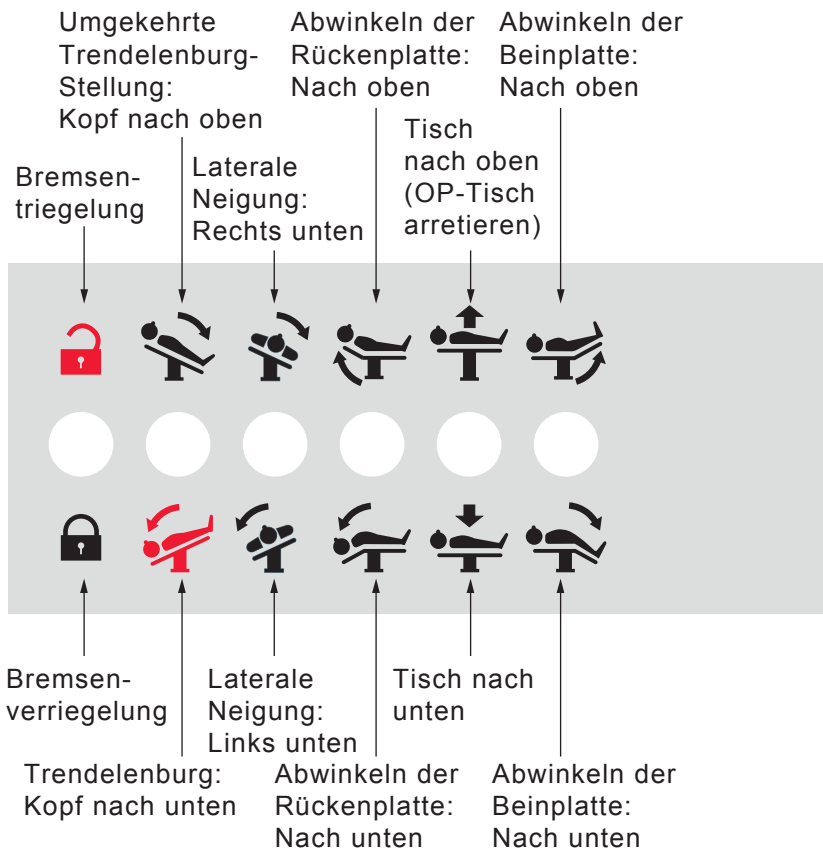 Umgekehrte
Trendelenburg-
Stellung:
Kopf nach oben
Abwinkeln der
Rückenplatte:
Nach oben
Abwinkeln der
Beinplatte:
Nach oben
Bremsen-
triegelung
Laterale
Neigung:
Rechts unten
Tisch
nach oben
(OP-Tisch
arretieren)
Bremsen-
verriegelung
Laterale
Neigung:
Links unten
Tisch nach
unten
Trendelenburg:
Kopf nach unten
Abwinkeln der
Rückenplatte:
Nach unten
Abwinkeln der
Beinplatte:
Nach unten